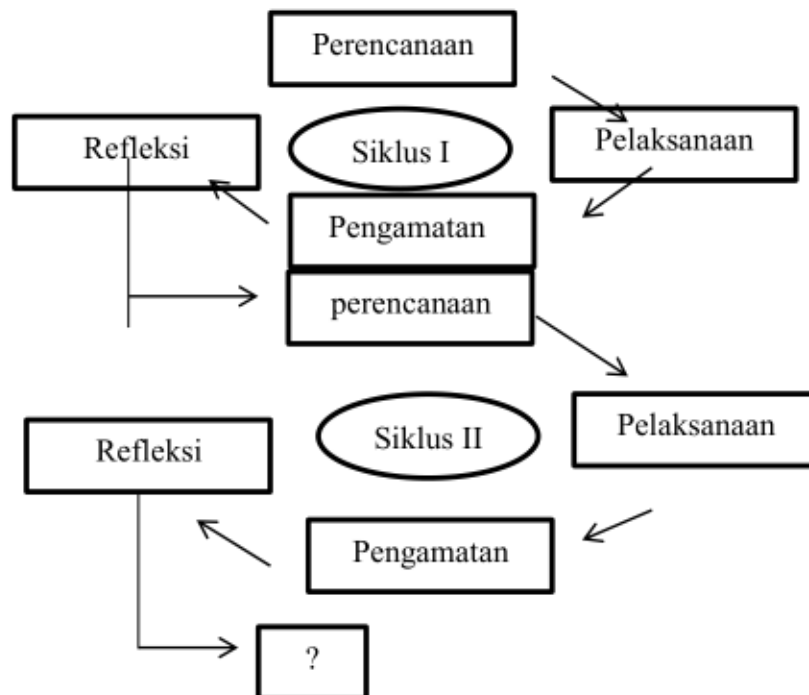 Perencanaan
Refleksi
Siklus I
Pelaksanaan
Pengamatan
perencanaan
Refleksi
Siklus II
Pelaksanaan
Pengamatan
?